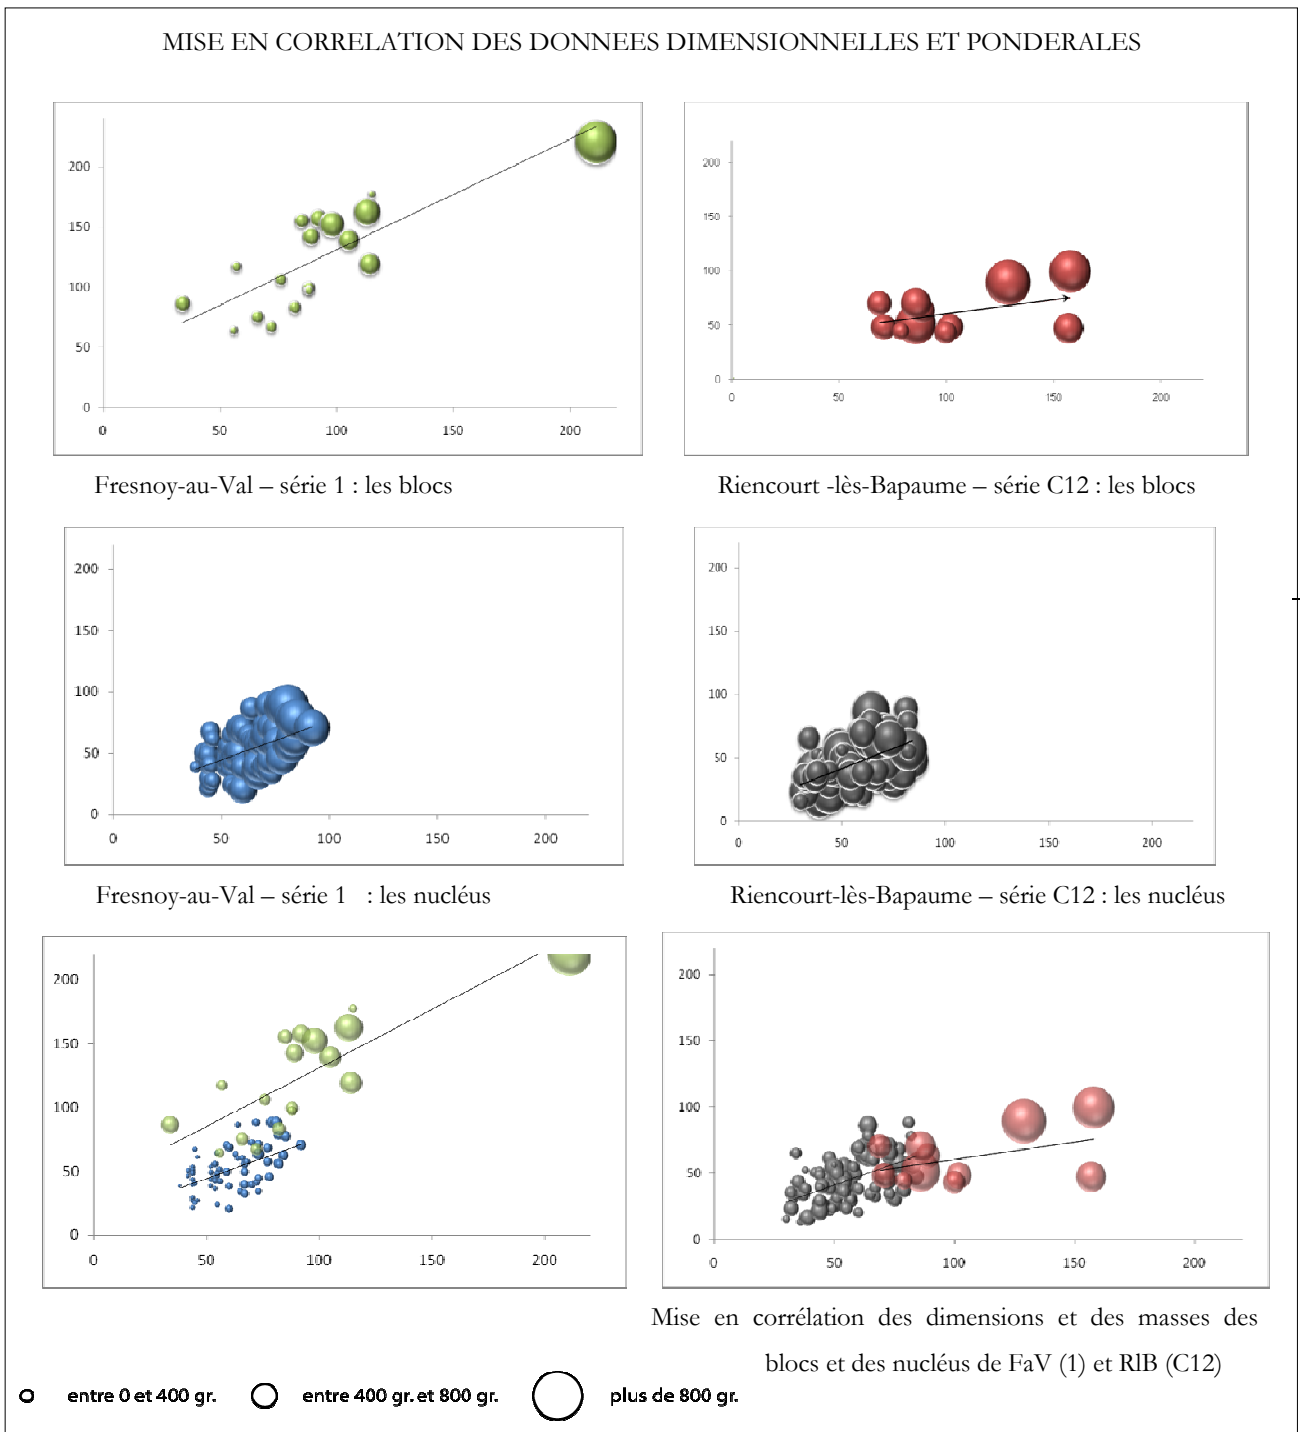 MISE EN CORRELATION DES DONNEES DIMENSIONNELLES ET PONDERALES
200
150
100
50
0
0 50 100 150 200
Fresnoy-au-Val – série 1 : les blocs
200
150
100
50
0
0 50 100 150 200
Riencourt -lès-Bapaume – série C12 : les blocs
200
150
100
50
0
0 50 100 150 200
Fresnoy-au-Val – série 1 : les nucléus
200
150
100
50
0
0 50 100 150 200
Riencourt-lès-Bapaume – série C12 : les nucléus
200
150
100
50
0
0 50 100 150 200
200
150
100
50
0
0 50 100 150 200
Mise en corrélation des dimensions et des masses des
blocs et des nucléus de FaV (1) et RlB (C12)
entre 0 et 400 gr. entre 400 gr. et 800 gr. plus de 800 gr.